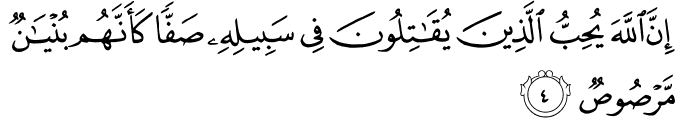 إِنَّ ٱللَّهَ يُحِبُّ ٱلَّذِينَ يُقَـٰتِلُونَ فِى سَبِيلِهِۦ صَفًّۭا كَأَنَّهُم بُنْيَـٰنٌۭ
مَّرْصُوصٌۭ ٤